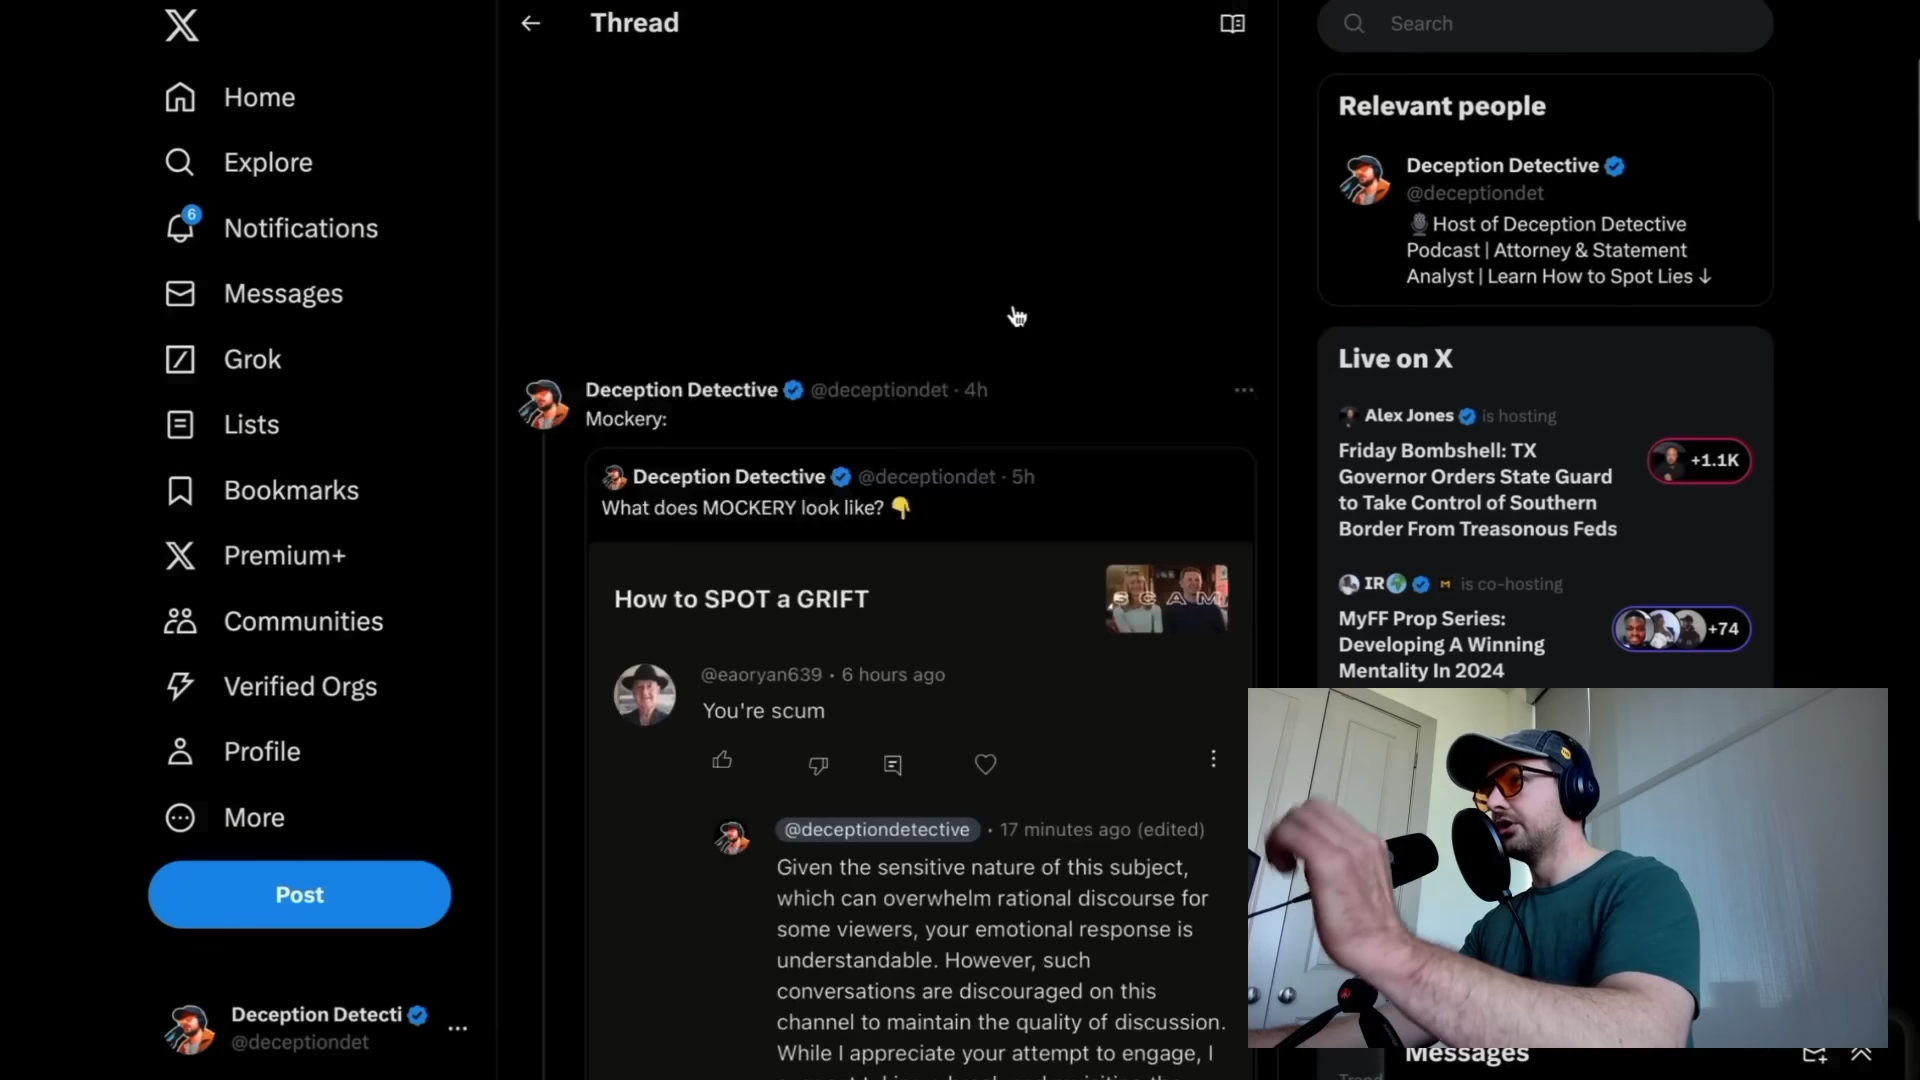 Home
Explore
6
Notifications
Messages
Grok
Lists
Bookmarks
Premium+
Communities
Verified Orgs
Profile
More
Post
Deception Detecti
@deceptiondet
Thread
Deception Detective @deceptiondet · 4h
Mockery:
Deception Detective @deceptiondet · 5h
What does MOCKERY look like? 👇
How to SPOT a GRIFT
SCAM
@eaoryan639 • 6 hours ago
You're scum
@deceptiondetective • 17 minutes ago (edited)
Given the sensitive nature of this subject,
which can overwhelm rational discourse for
some viewers, your emotional response is
understandable. However, such
conversations are discouraged on this
channel to maintain the quality of discussion.
While I appreciate your attempt to engage, I
Search
Relevant people
Deception Detective
@deceptiondet
🎙Host of Deception Detective
Podcast | Attorney & Statement
Analyst | Learn How to Spot Lies ↓
Live on X
Alex Jones is hosting
Friday Bombshell: TX
Governor Orders State Guard
to Take Control of Southern
Border From Treasonous Feds
+1.1K
IR🌍 is co-hosting
MyFF Prop Series:
Developing A Winning
Mentality In 2024
+74
Messages